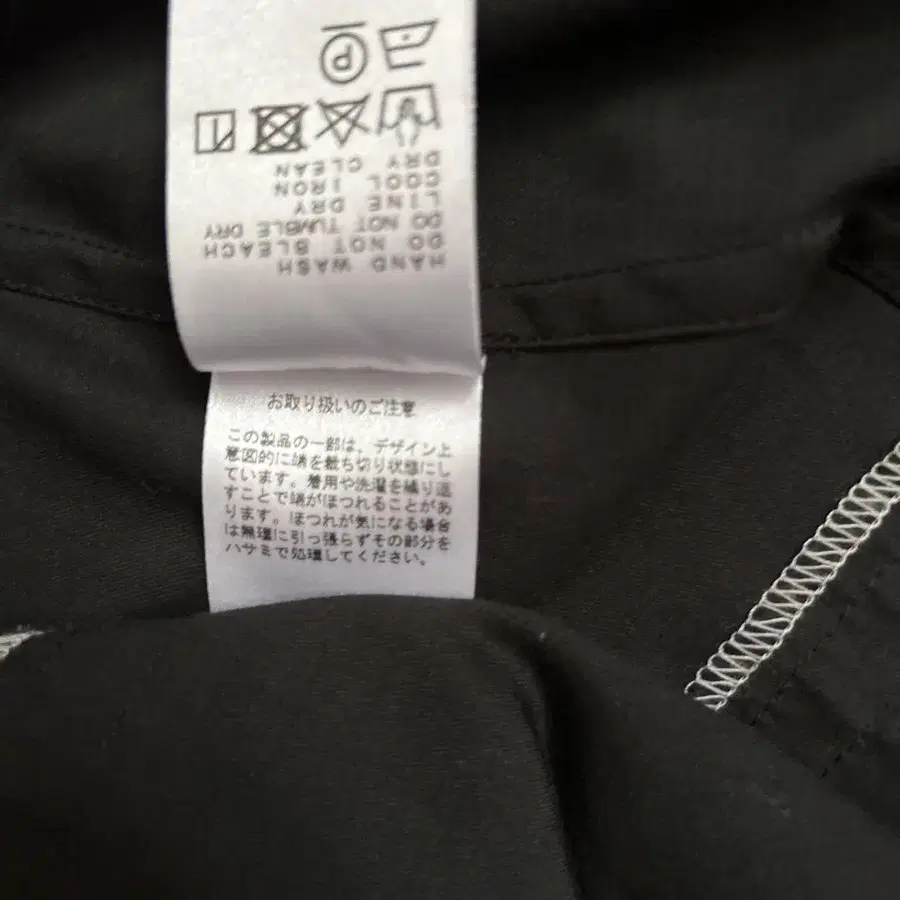 HAND WASH
DO NOT BLEACH
DO NOT TUMBLE DRY
LINE DRY
COOL IRON
DRY CLEAN
P
お取り扱いのご注意
この製品の一部は、デザイン上
意図的に端を裁ち切り状態にし
ています。着用や洗濯を繰り返
すことで端がほつれることがあ
ります。ほつれが気になる場合
は無理に引っ張らずその部分を
ハサミで処理してください。